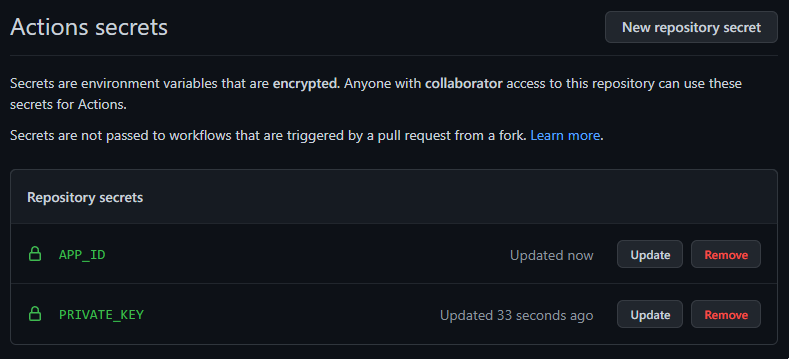 Actions secrets
New repository secret
Secrets are environment variables that are encrypted. Anyone with collaborator access to this repository can use these
secrets for Actions.
Secrets are not passed to workflows that are triggered by a pull request from a fork. Learn more.
Repository secrets
APP_ID Updated now Update Remove
PRIVATE_KEY Updated 33 seconds ago Update Remove